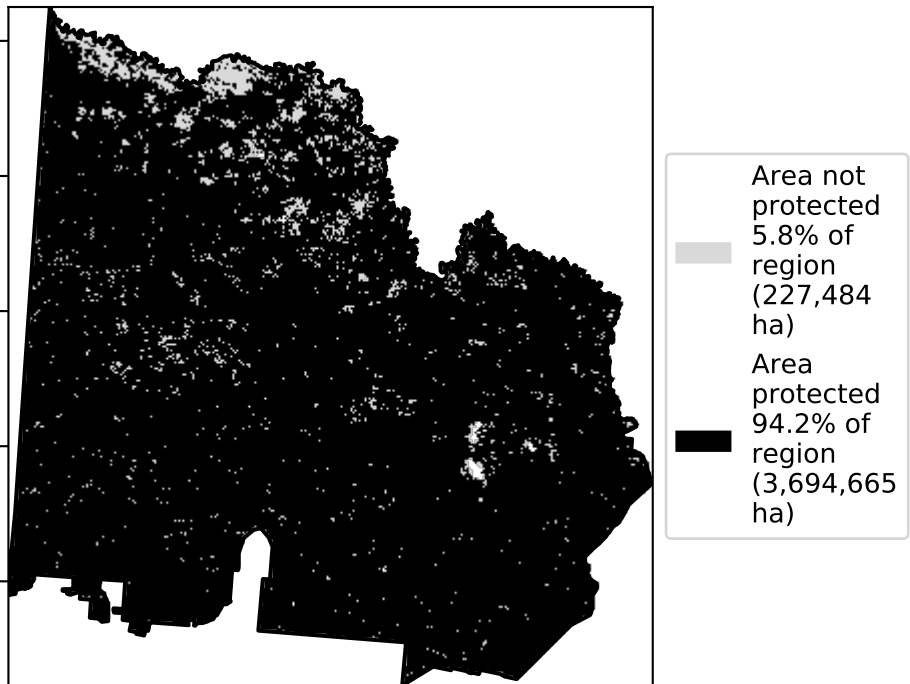 Area not
protected
5.8% of
region
(227,484
ha)
Area
protected
94.2% of
region
(3,694,665
ha)